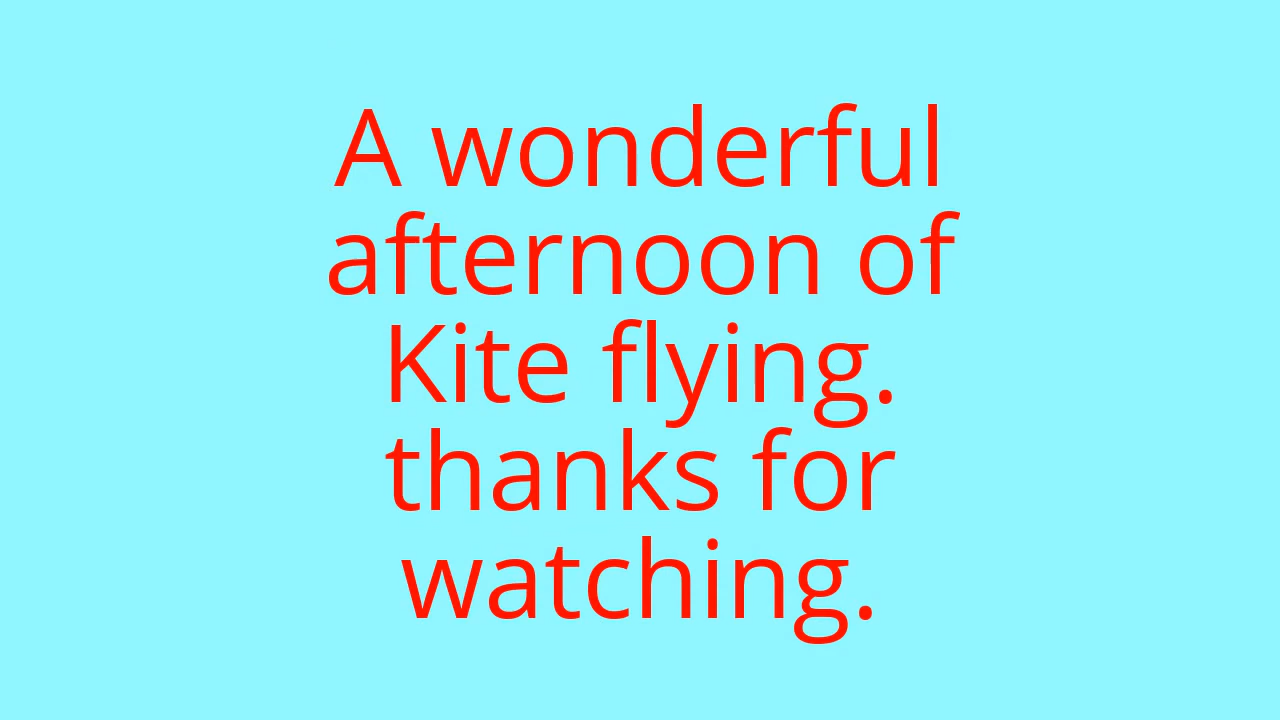 A wonderful
afternoon of
Kite flying.
thanks for
watching.